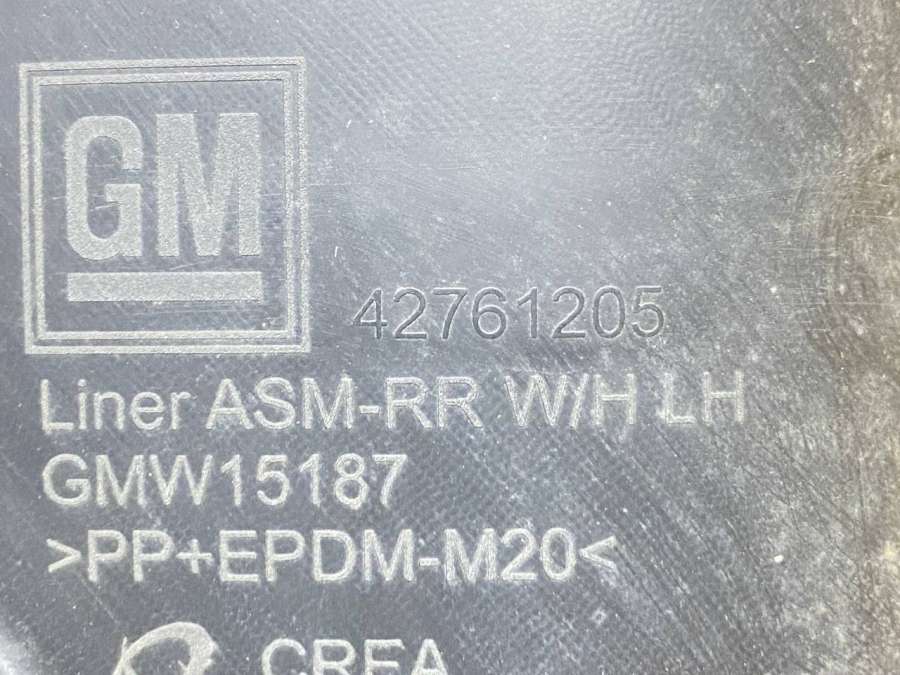 GM
42761205
Liner ASM-RR W/H LH
GMW15187
>PP+EPDM-M20<